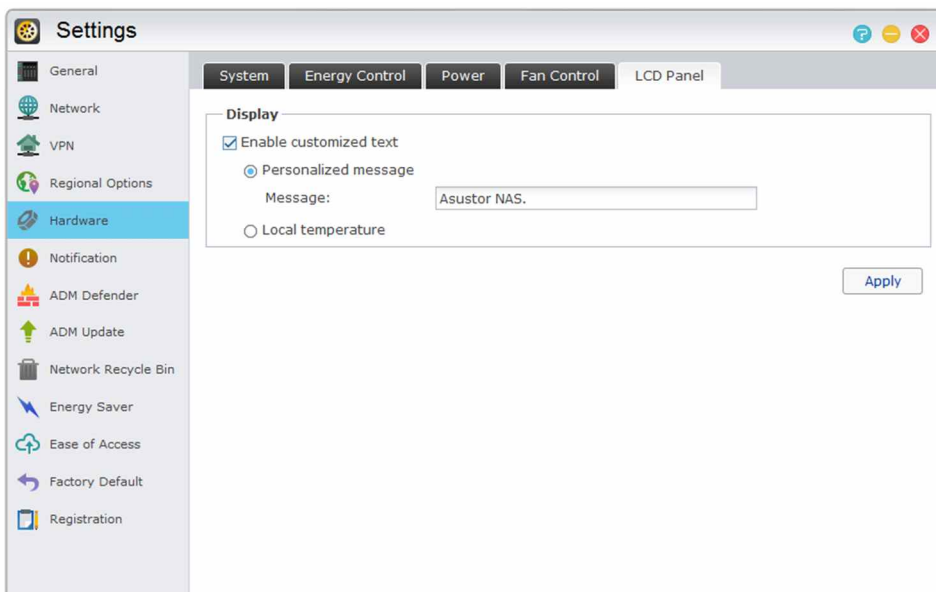 Settings
General
Network
VPN
Regional Options
Hardware
Notification
ADM Defender
ADM Update
Network Recycle Bin
Energy Saver
Ease of Access
Factory Default
Registration
System Energy Control Power Fan Control LCD Panel
Display
Enable customized text
Personalized message
Message: Asustor NAS.
Local temperature
Apply